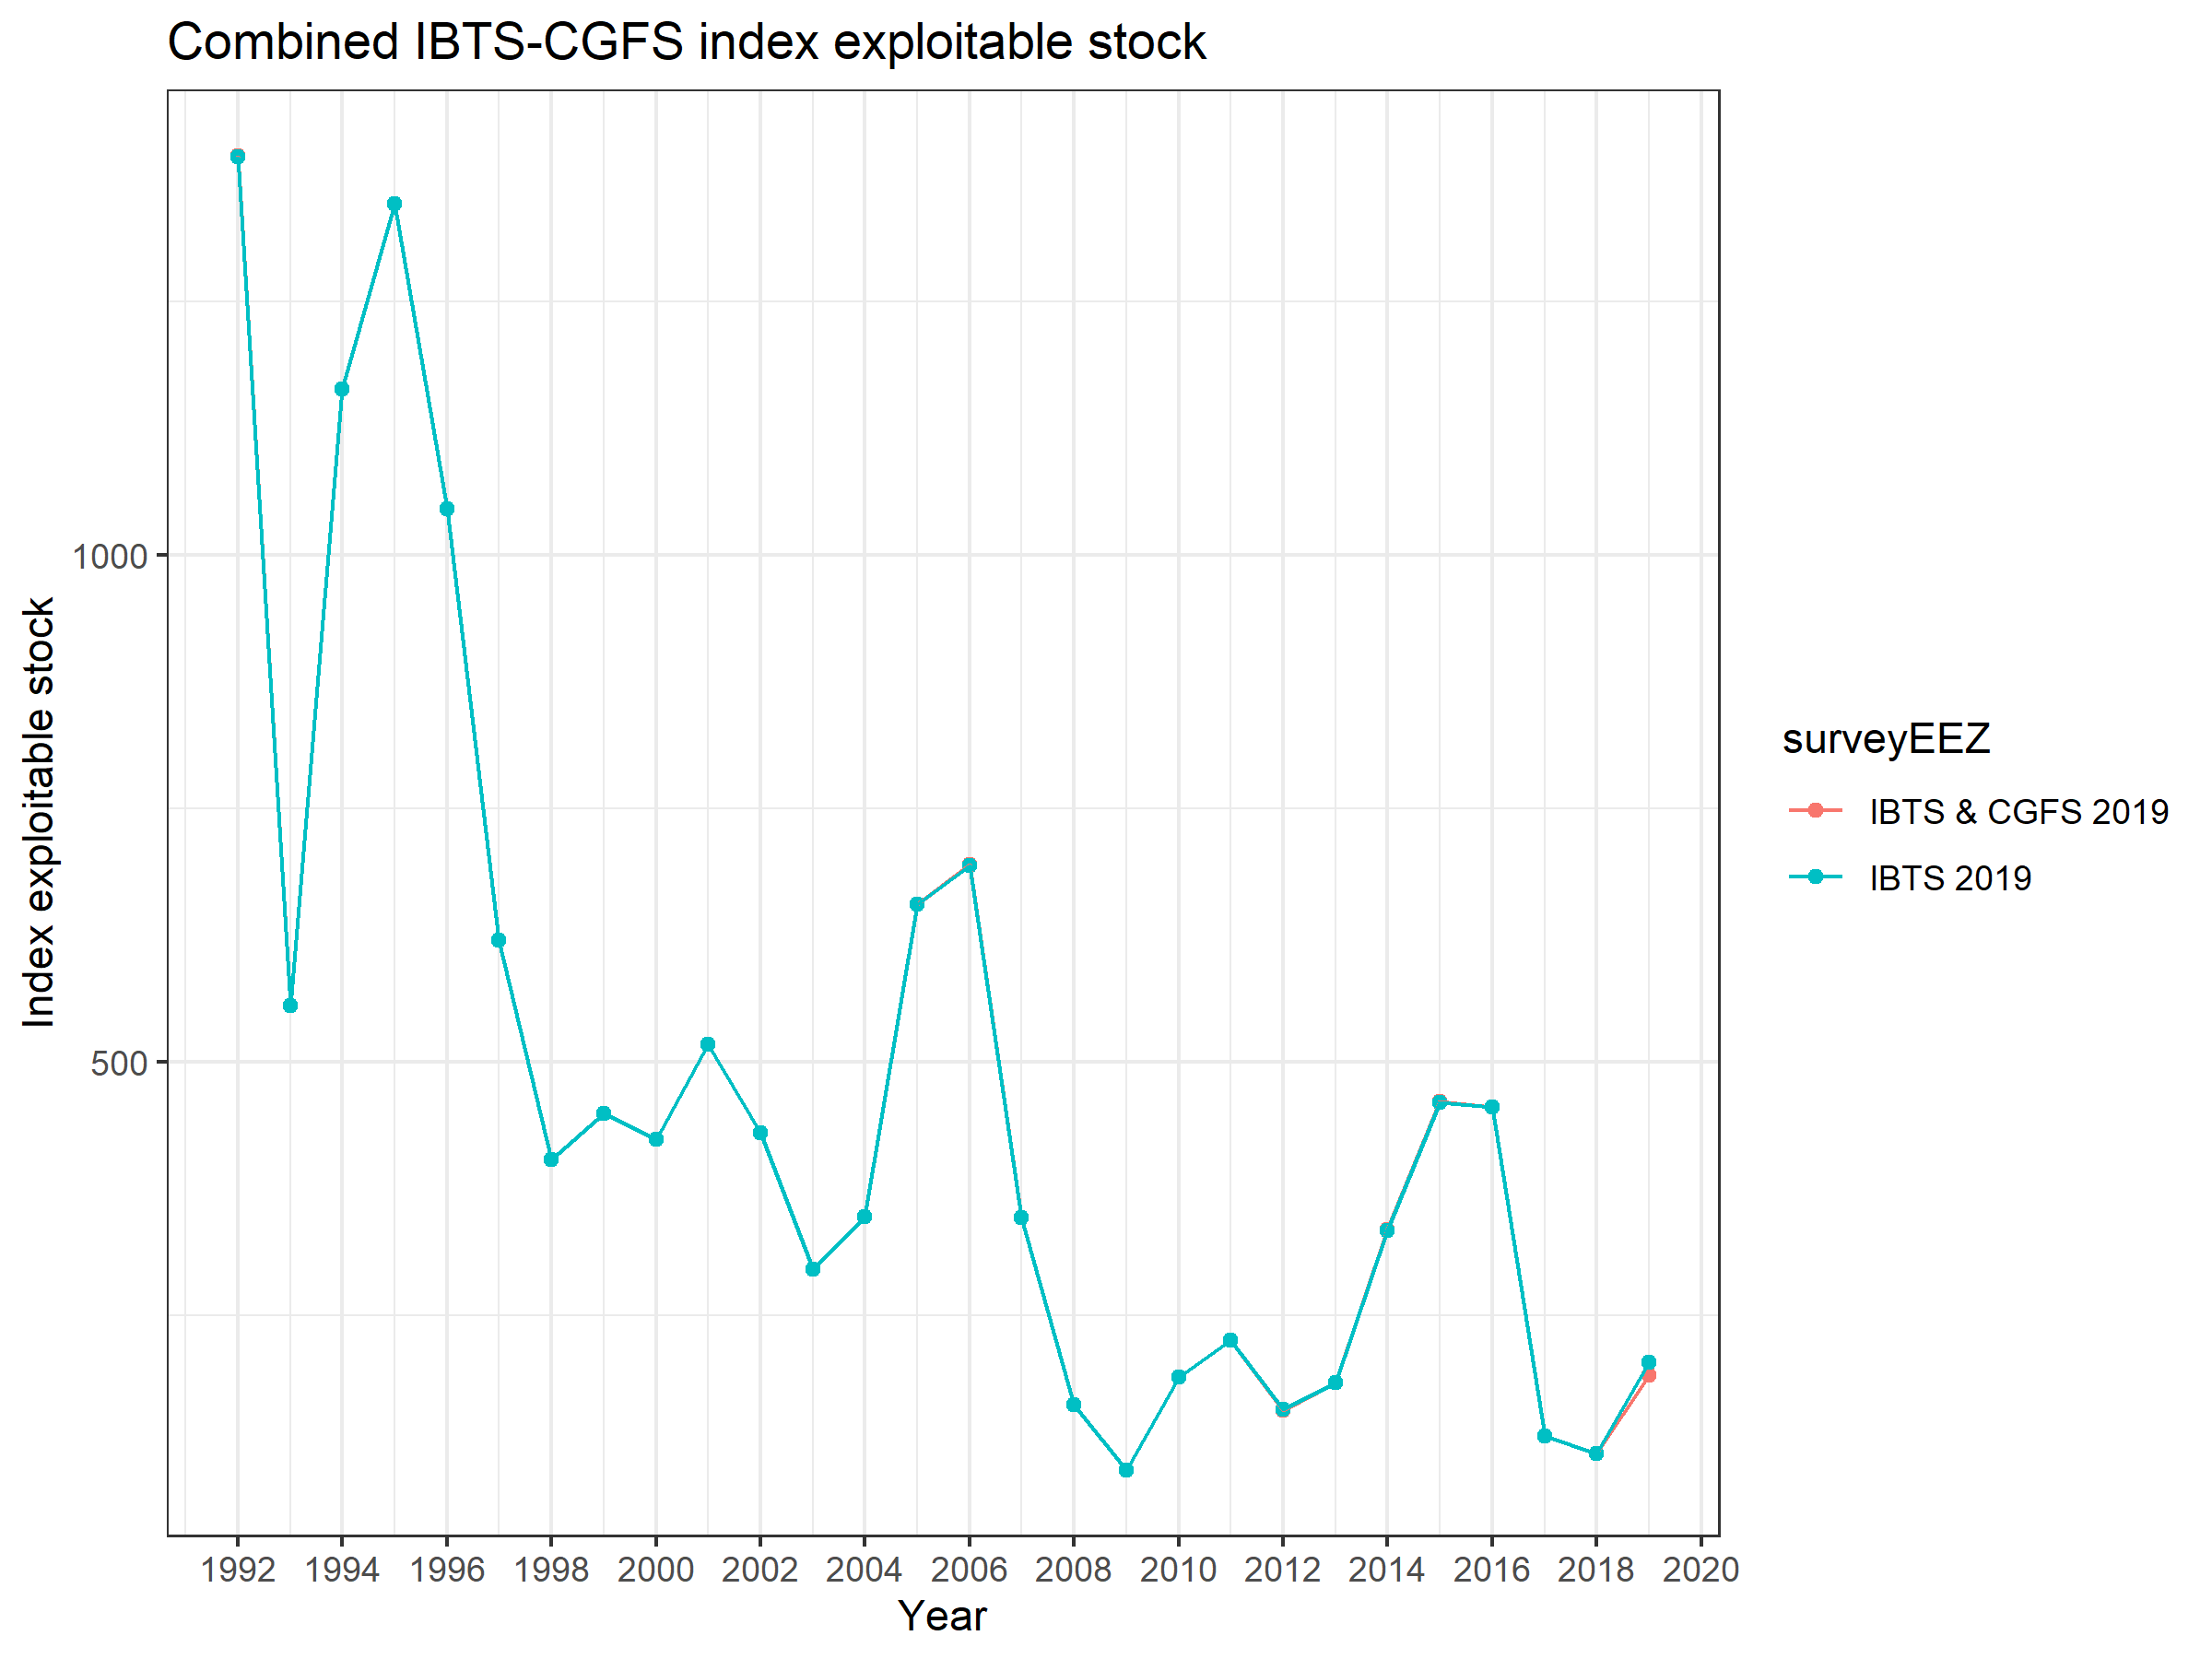 Combined IBTS-CGFS index exploitable stock
Index exploitable stock
1000
500
1992 1994 1996 1998 2000 2002 2004 2006 2008 2010 2012 2014 2016 2018 2020
Year
surveyEEZ
IBTS & CGFS 2019
IBTS 2019